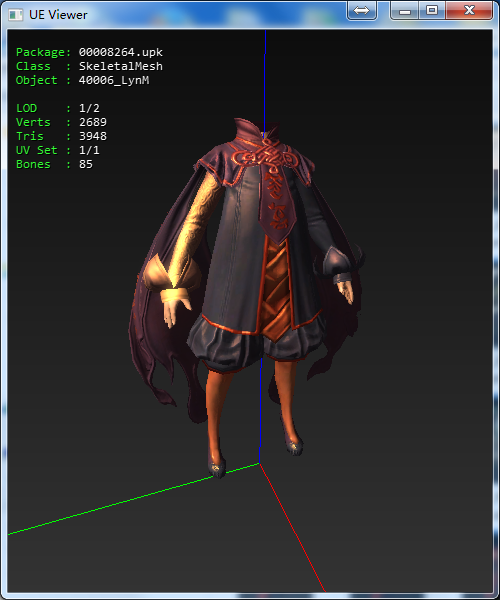 UE Viewer
Package: 00008264.upk
Class  : SkeletalMesh
Object : 40006_LynM
LOD    : 1/2
Verts  : 2689
Tris   : 3948
UV Set : 1/1
Bones  : 85